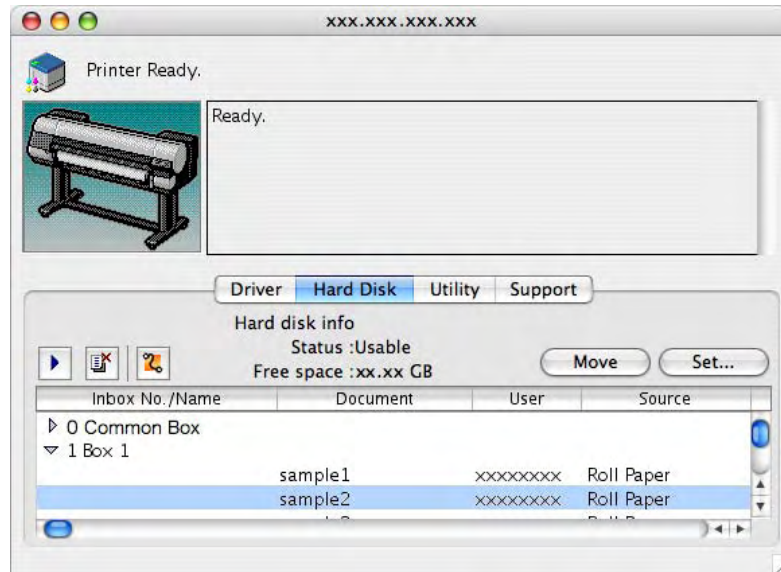 xxx.xxx.xxx.xxx
Printer Ready.
Ready.
Driver Hard Disk Utility Support
Hard disk info
Status :Usable
Free space :xx.xx GB
Move Set...
Inbox No./Name Document User Source
0 Common Box
1 Box 1
sample1 xxxxxxxx Roll Paper
sample2 xxxxxxxx Roll Paper